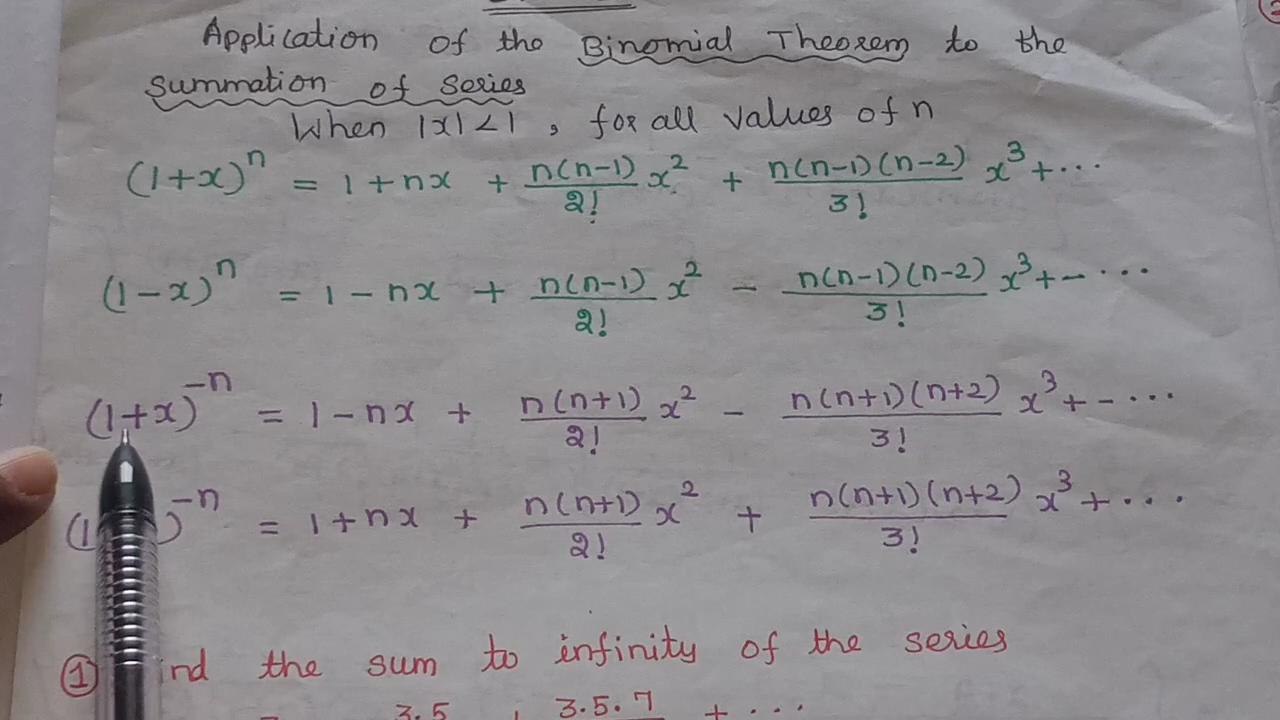 Application of the Binomial Theorem to the
Summation of Series
When |x|<1, for all values of n
(1+x)^n = 1 + nx + n(n-1)/2! x^2 + n(n-1)(n-2)/3! x^3 + ...
(1-x)^n = 1 - nx + n(n-1)/2! x^2 - n(n-1)(n-2)/3! x^3 + - ...
(1+x)^-n = 1 - nx + n(n+1)/2! x^2 - n(n+1)(n+2)/3! x^3 + - ...
(1 )^-n = 1 + nx + n(n+1)/2! x^2 + n(n+1)(n+2)/3! x^3 + ...
① nd the sum to infinity of the series
3.5 3.5.7 + ...